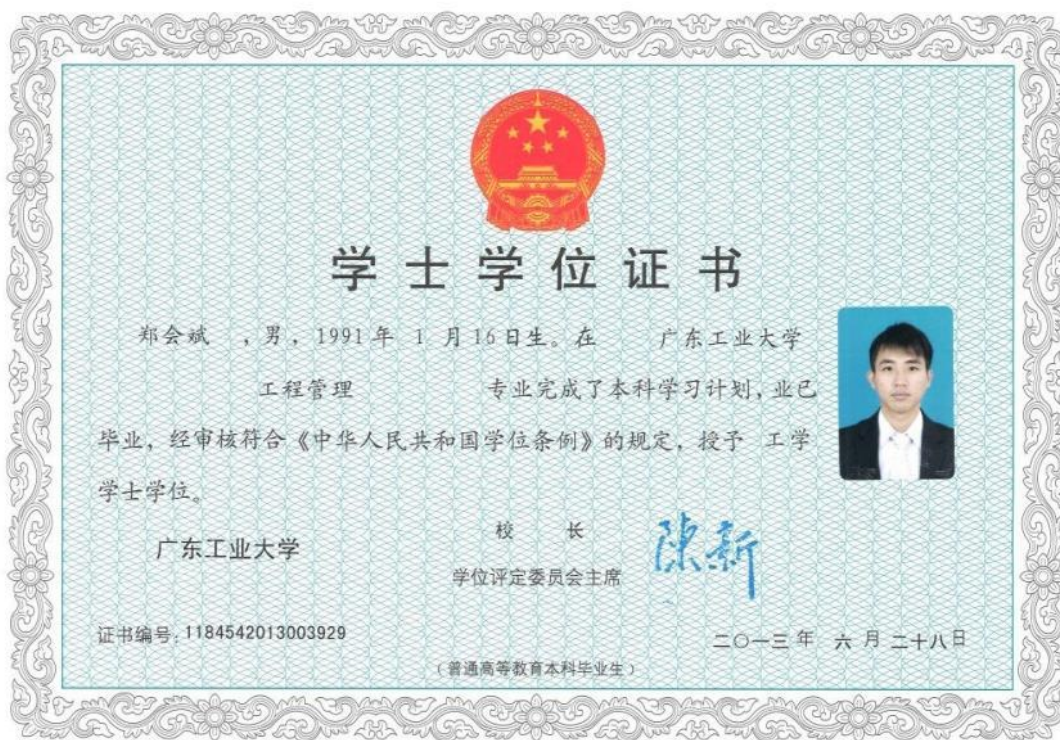 学士学位证书
郑会斌 ，男，1991年 1 月16日生。在 广东工业大学
工程管理 专业完成了本科学习计划，业已
毕业，经审核符合《中华人民共和国学位条例》的规定，授予 工学
学士学位。
广东工业大学
校 长
学位评定委员会主席
陳新
证书编号：1184542013003929
二〇一三 年 六 月 二十八 日
（普通高等教育本科毕业生）